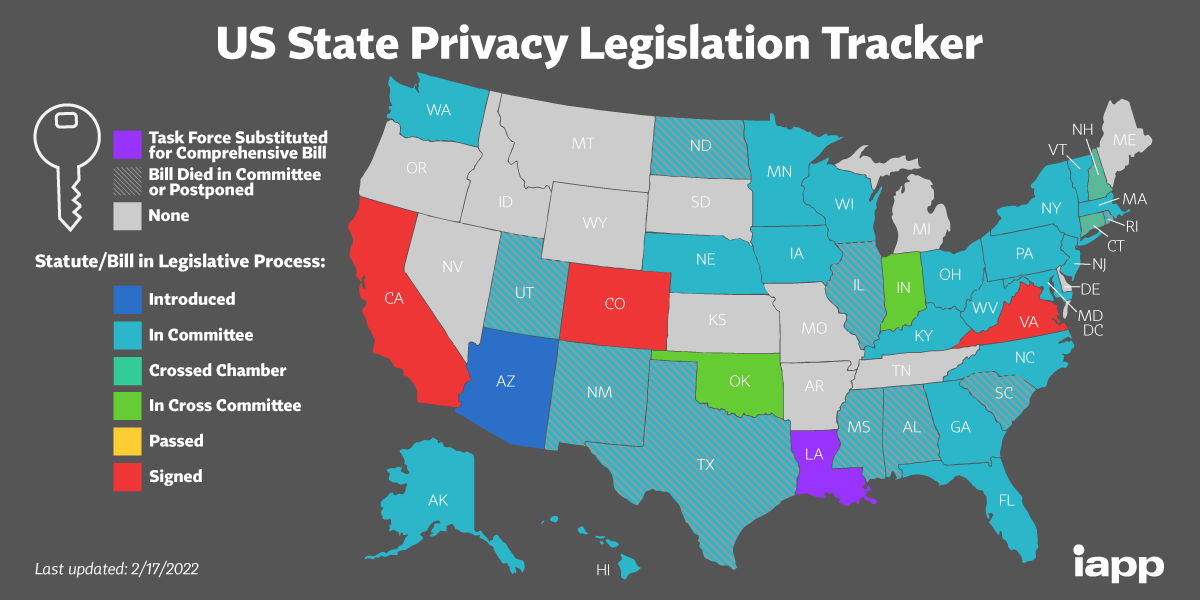 US State Privacy Legislation Tracker
Task Force Substituted
for Comprehensive Bill
Bill Died in Committee
or Postponed
None
Statute/Bill in Legislative Process:
Introduced
In Committee
Crossed Chamber
In Cross Committee
Passed
Signed
Last updated: 2/17/2022
WA
OR
MT
ID
WY
ND
SD
MN
WI
MI
NE
IA
NV
UT
CO
CA
AZ
NM
KS
OK
TX
MO
AR
LA
IL
IN
OH
KY
TN
MS
AL
GA
FL
SC
NC
VA
WV
PA
NY
VT
NH
ME
MA
RI
CT
NJ
DE
MD
DC
AK
HI
iapp